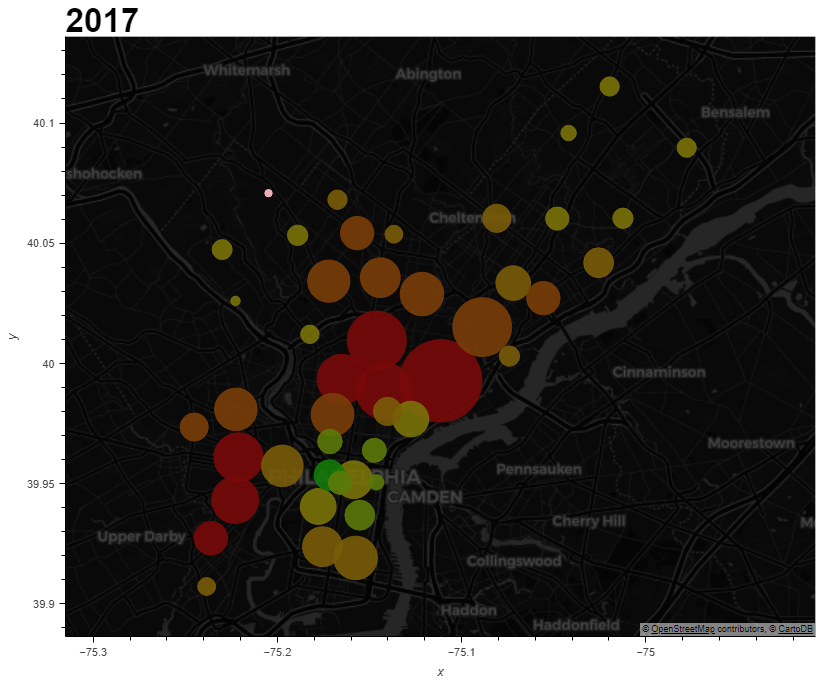 2017
Whitemarsh
Abington
Bensalem
40.1
shohocken
Cheltenham
40.05
y
40
Cinnaminson
Moorestown
39.95
PHILADELPHIA
Pennsauken
CAMDEN
Cherry Hill
M
Upper Darby
Collingswood
39.9
Haddon
Haddonfield
© OpenStreetMap contributors, © CartoDB
−75.3
−75.2
−75.1
−75
x